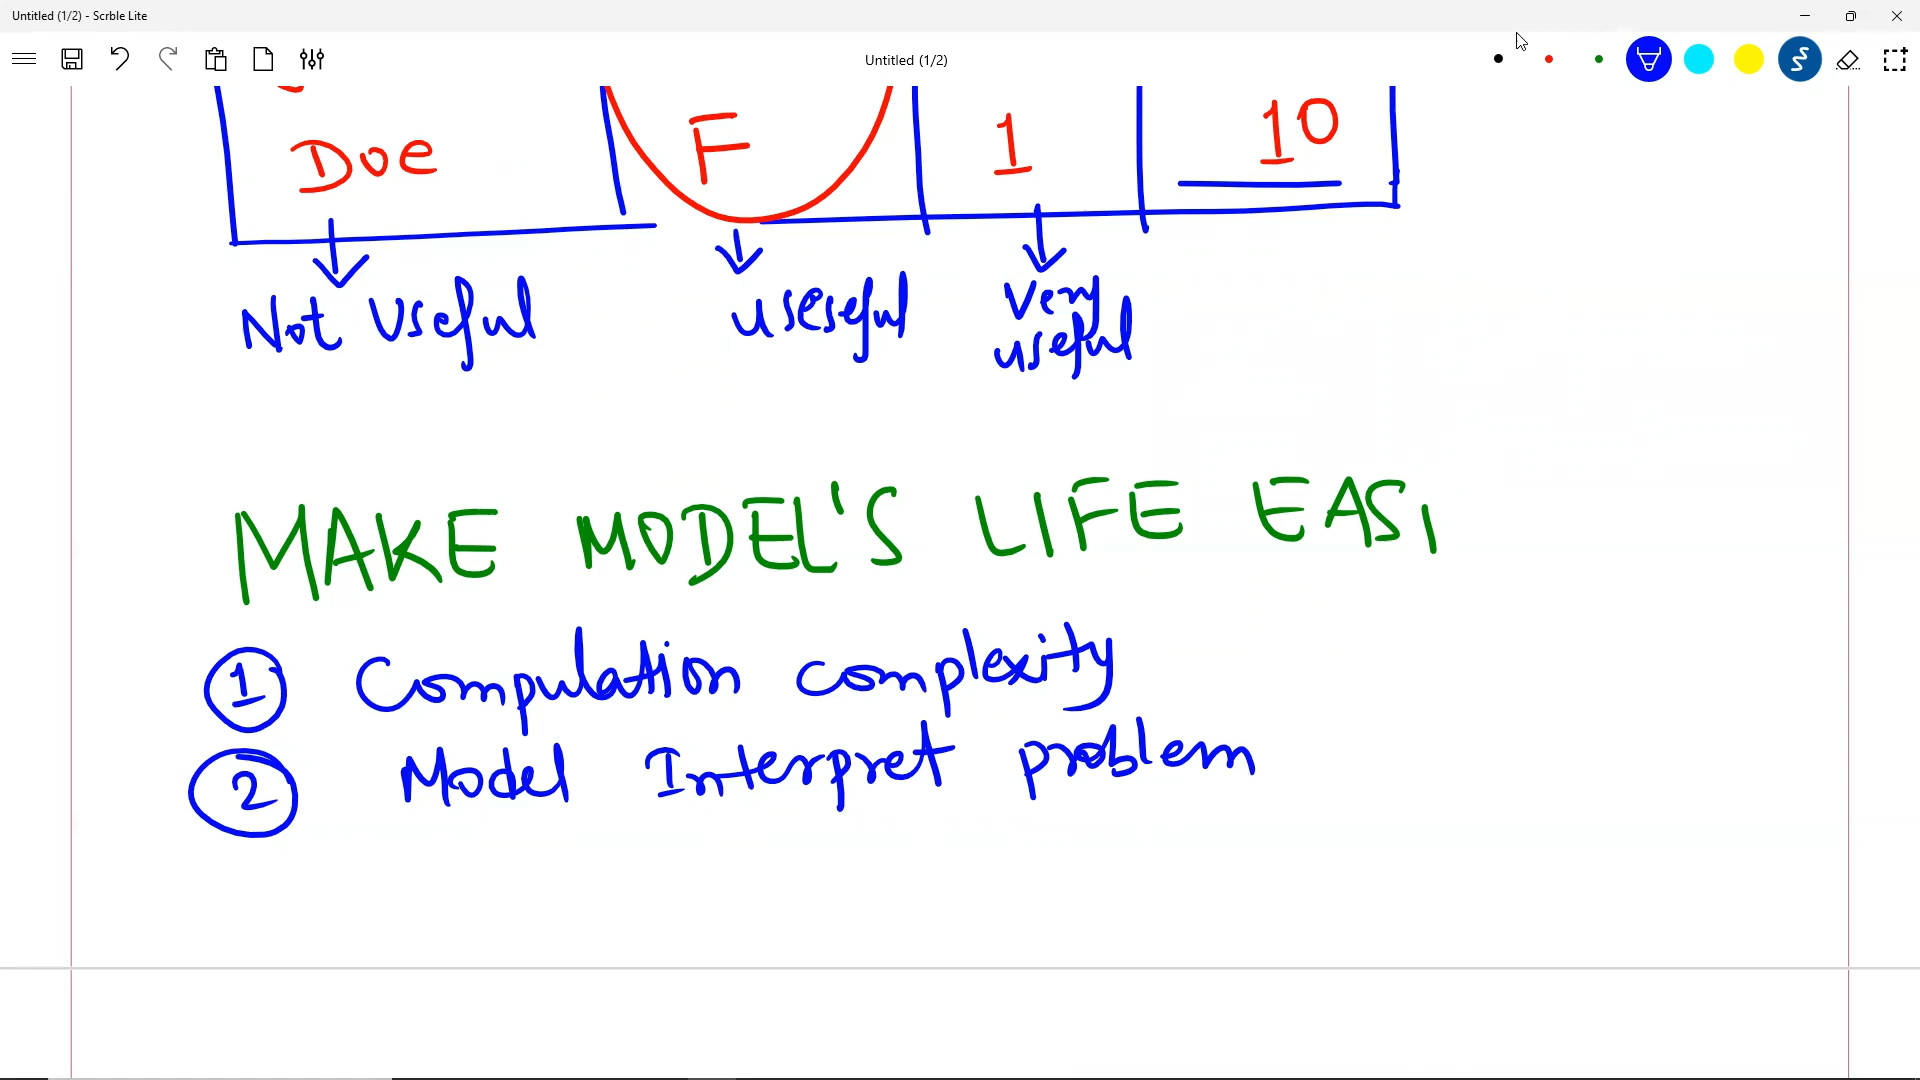 Untitled (1/2) - Scrble Lite
Untitled (1/2)
Doe F 1 10
Not Useful useseful Very useful
MAKE MODEL'S LIFE EASI
1 Compulation complexity
2 Model Interpret problem